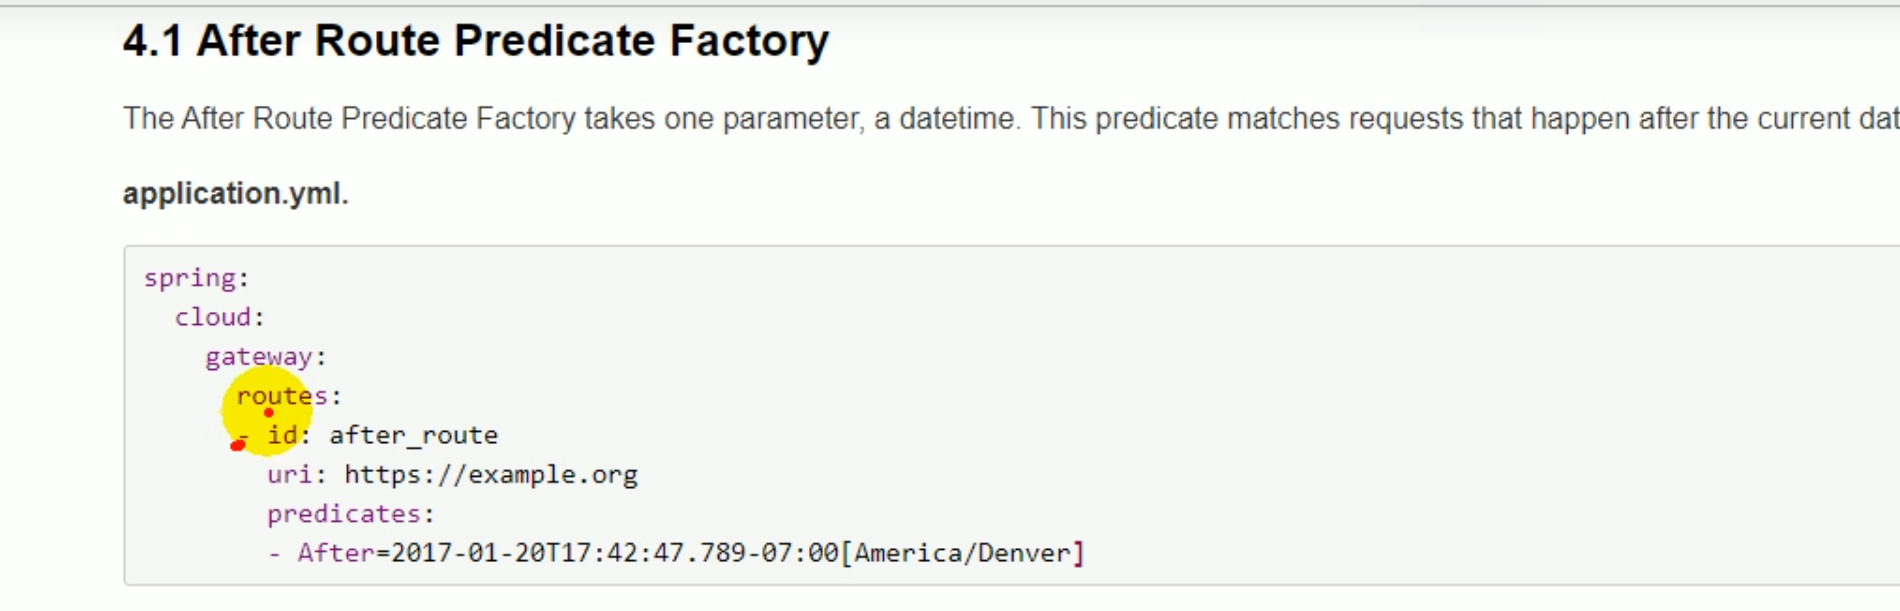 4.1 After Route Predicate Factory
The After Route Predicate Factory takes one parameter, a datetime. This predicate matches requests that happen after the current dat
application.yml.
spring:
  cloud:
    gateway:
      routes:
      - id: after_route
        uri: https://example.org
        predicates:
        - After=2017-01-20T17:42:47.789-07:00[America/Denver]